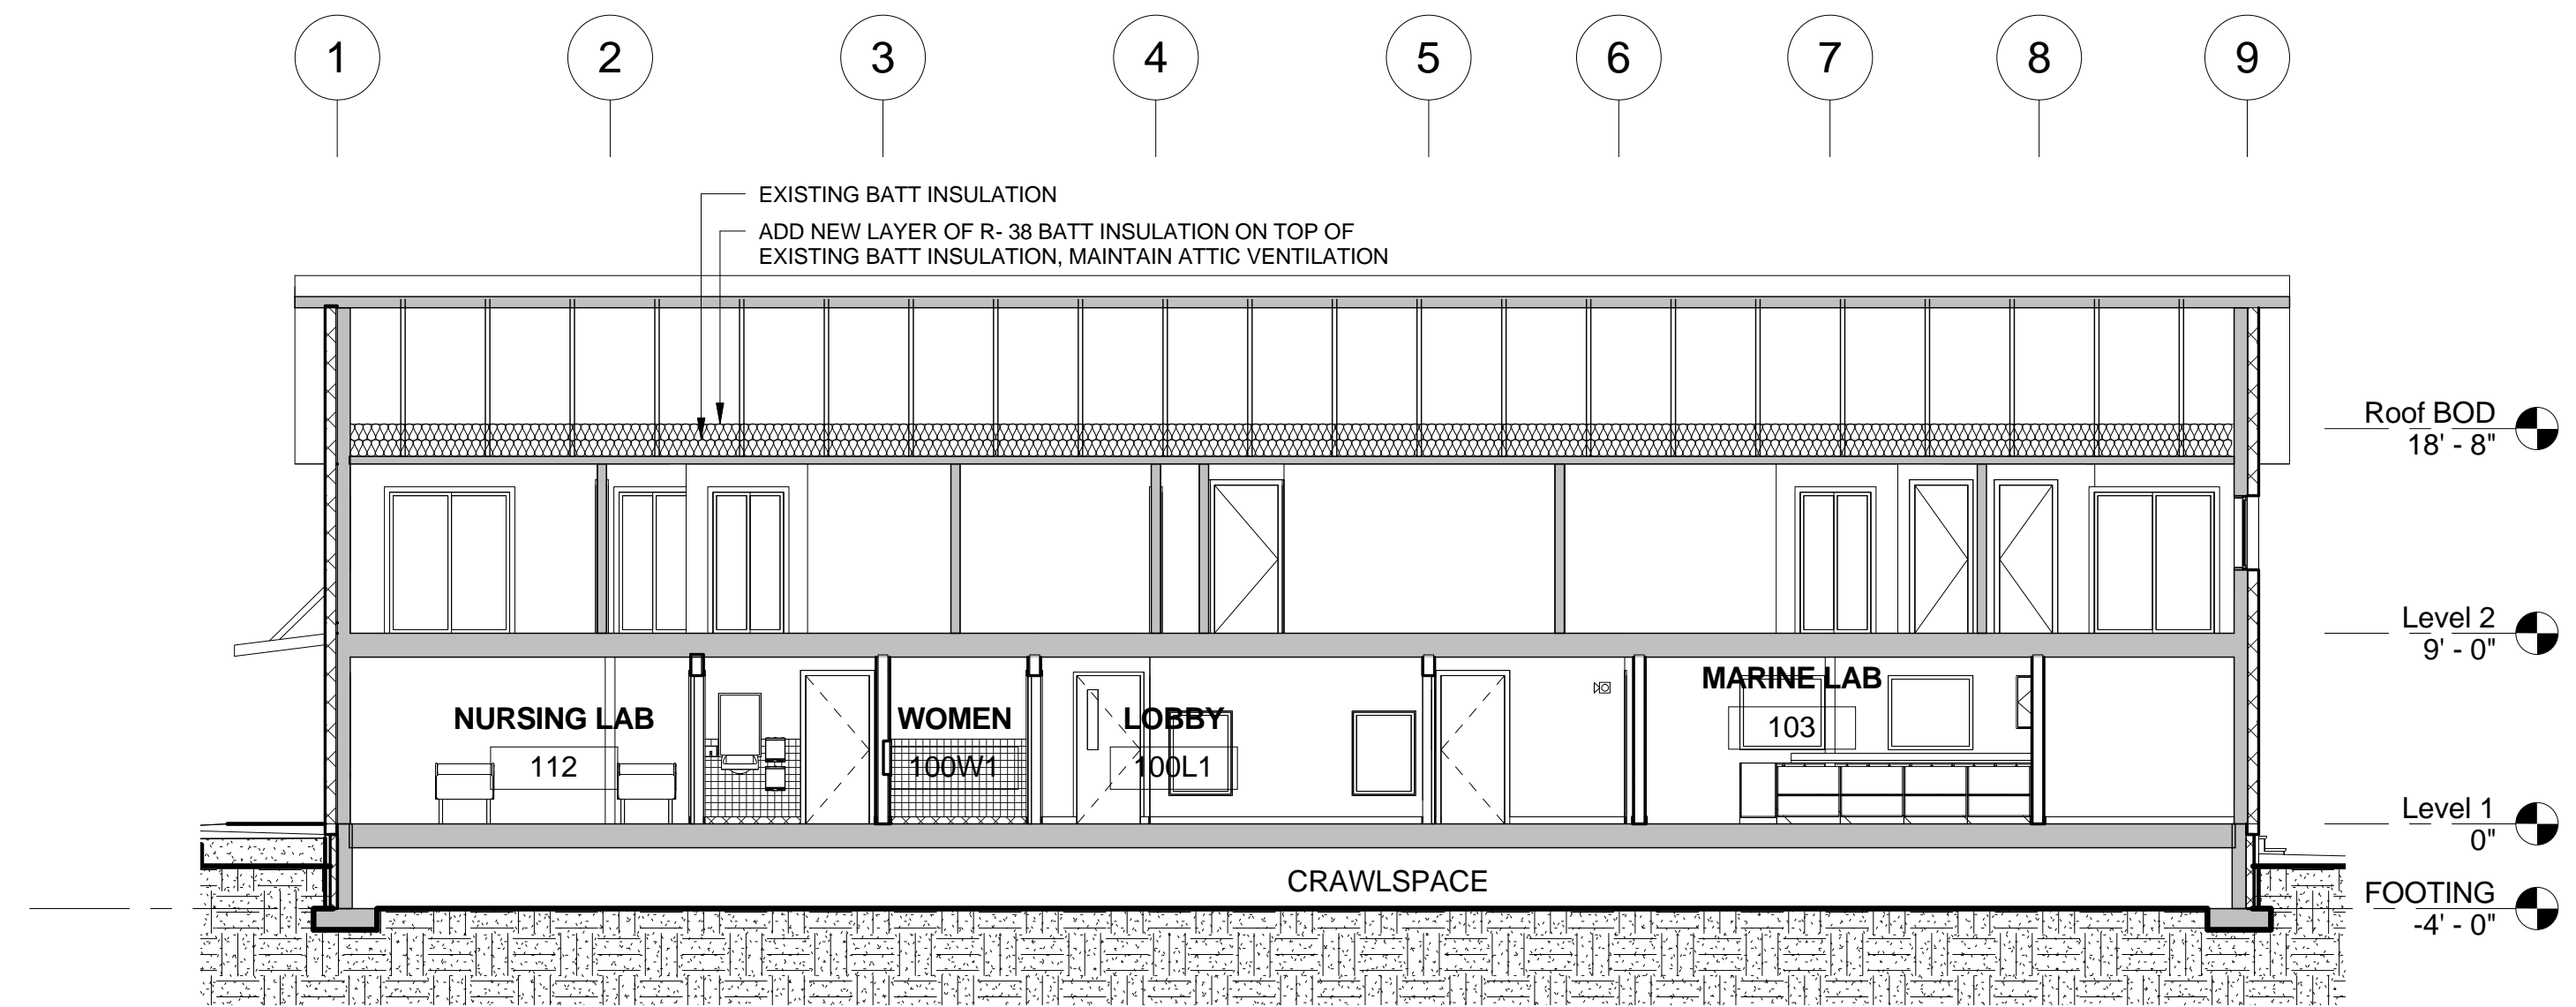 1 2 3 4 5 6 7 8 9
EXISTING BATT INSULATION
ADD NEW LAYER OF R- 38 BATT INSULATION ON TOP OF
EXISTING BATT INSULATION, MAINTAIN ATTIC VENTILATION
Roof BOD
18' - 8"
Level 2
9' - 0"
NURSING LAB
112
WOMEN
100W1
LOBBY
100L1
MARINE LAB
103
Level 1
0"
CRAWLSPACE
FOOTING
-4' - 0"